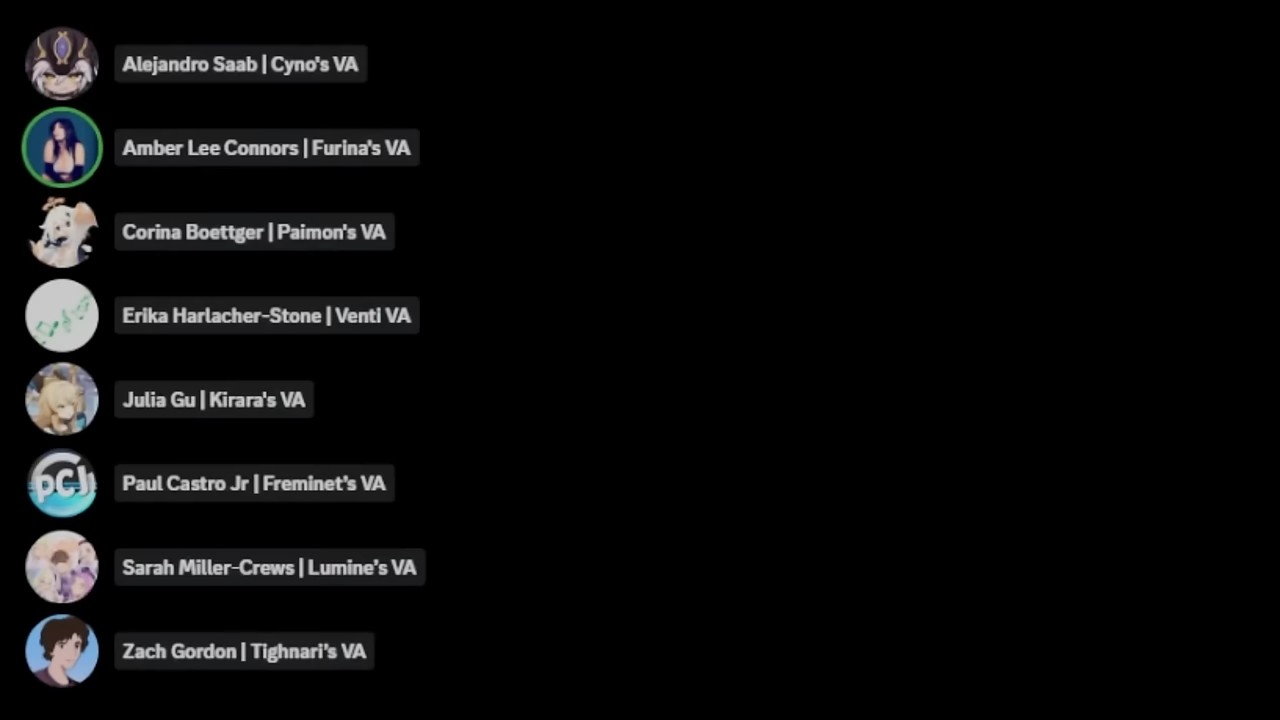 Alejandro Saab | Cyno's VA
Amber Lee Connors | Furina's VA
Corina Boettger | Paimon's VA
Erika Harlacher-Stone | Venti VA
Julia Gu | Kirara's VA
PCJ
Paul Castro Jr | Freminet's VA
Sarah Miller-Crews | Lumine's VA
Zach Gordon | Tighnari's VA